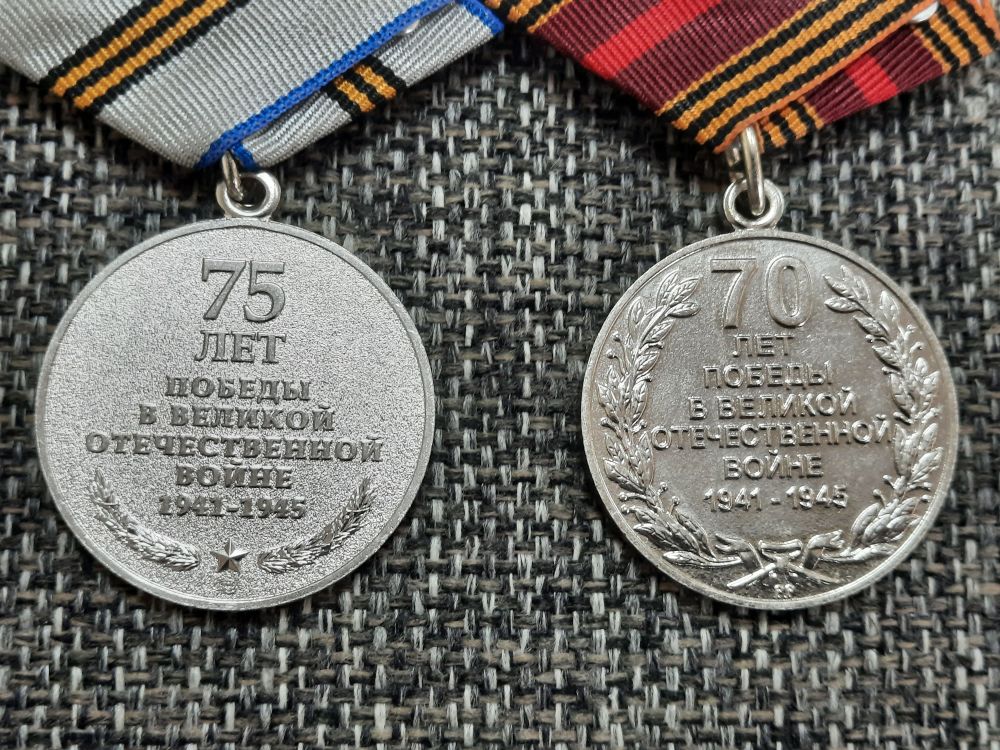 75
ЛЕТ
ПОБЕДЫ
В ВЕЛИКОЙ
ОТЕЧЕСТВЕННОЙ
ВОЙНЕ
1941-1945
70
ЛЕТ
ПОБЕДЫ
В ВЕЛИКОЙ
ОТЕЧЕСТВЕННОЙ
ВОЙНЕ
1941 - 1945